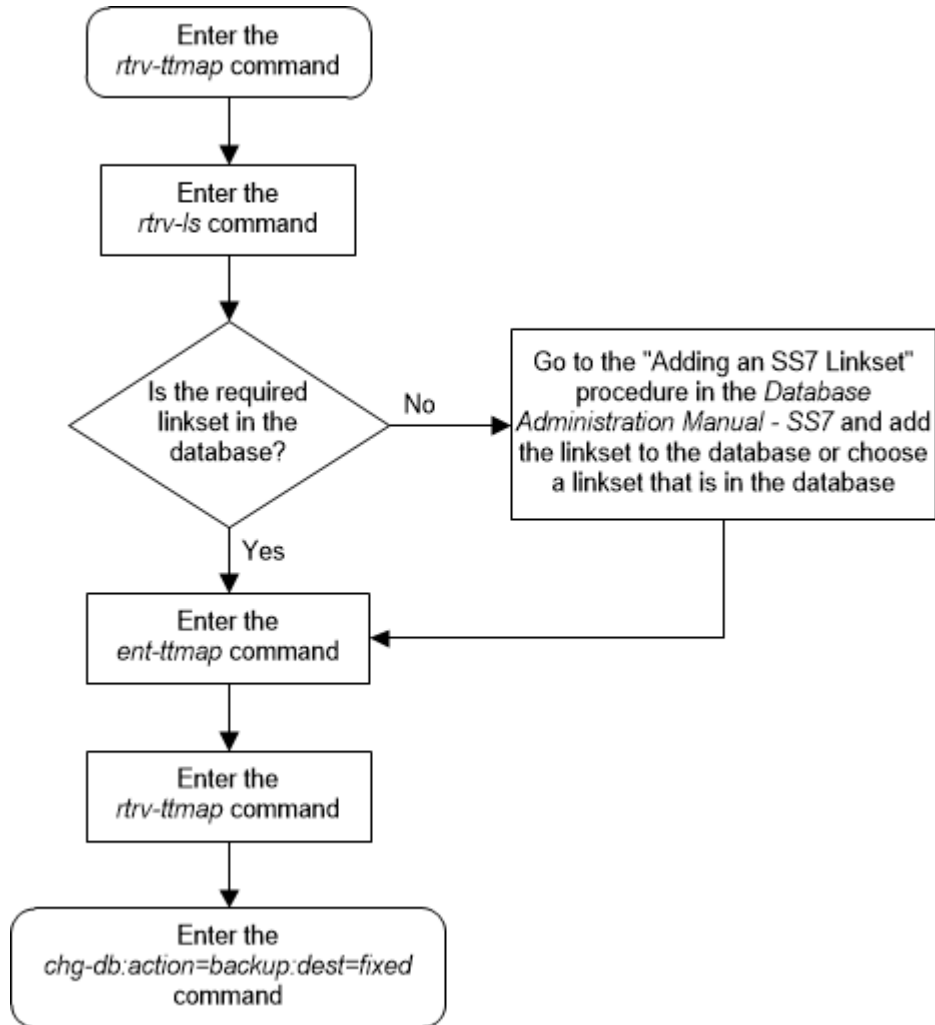 Enter the
rtrv-ttmap command
Enter the
rtrv-ls command
Is the required
linkset in the
database?
No
Go to the "Adding an SS7 Linkset"
procedure in the Database
Administration Manual - SS7 and add
the linkset to the database or choose
a linkset that is in the database
Yes
Enter the
ent-ttmap command
Enter the
rtrv-ttmap command
Enter the
chg-db:action=backup:dest=fixed
command